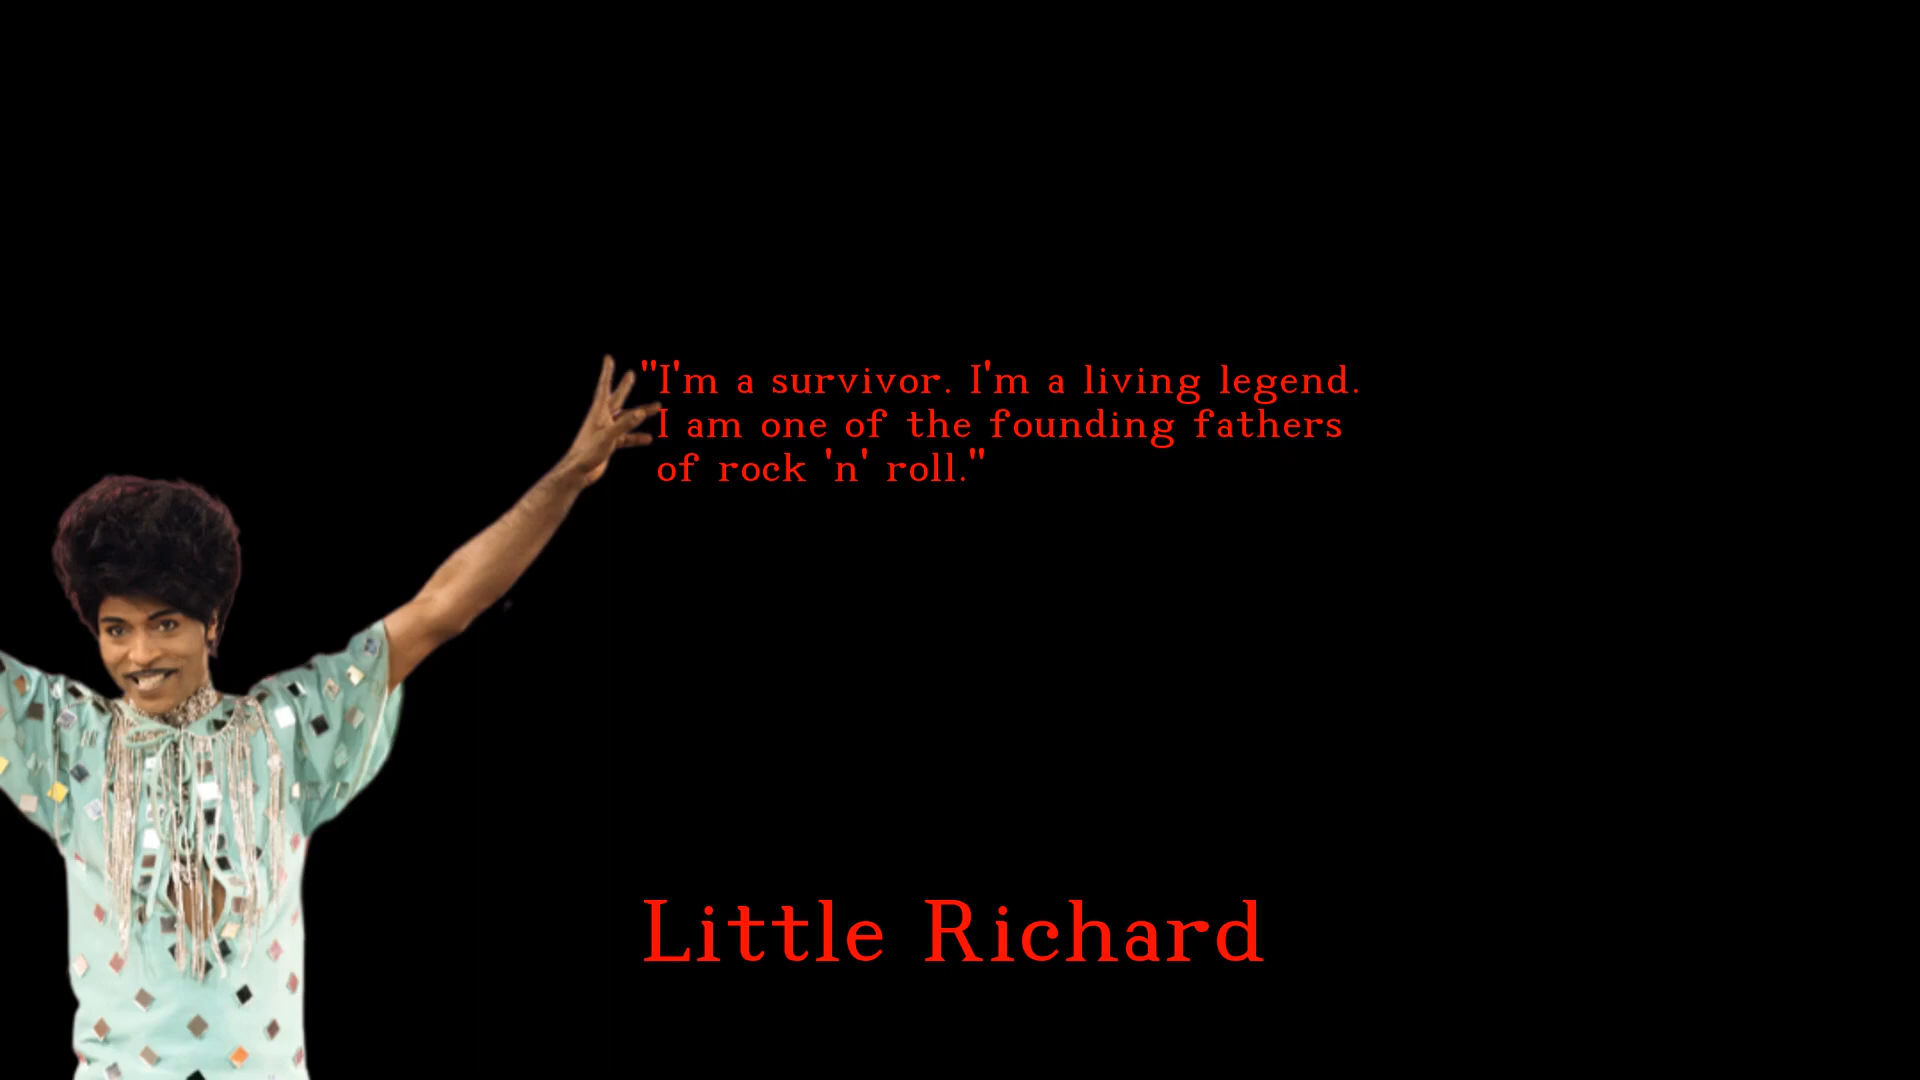 "I'm a survivor. I'm a living legend.
I am one of the founding fathers
of rock 'n' roll."
Little Richard